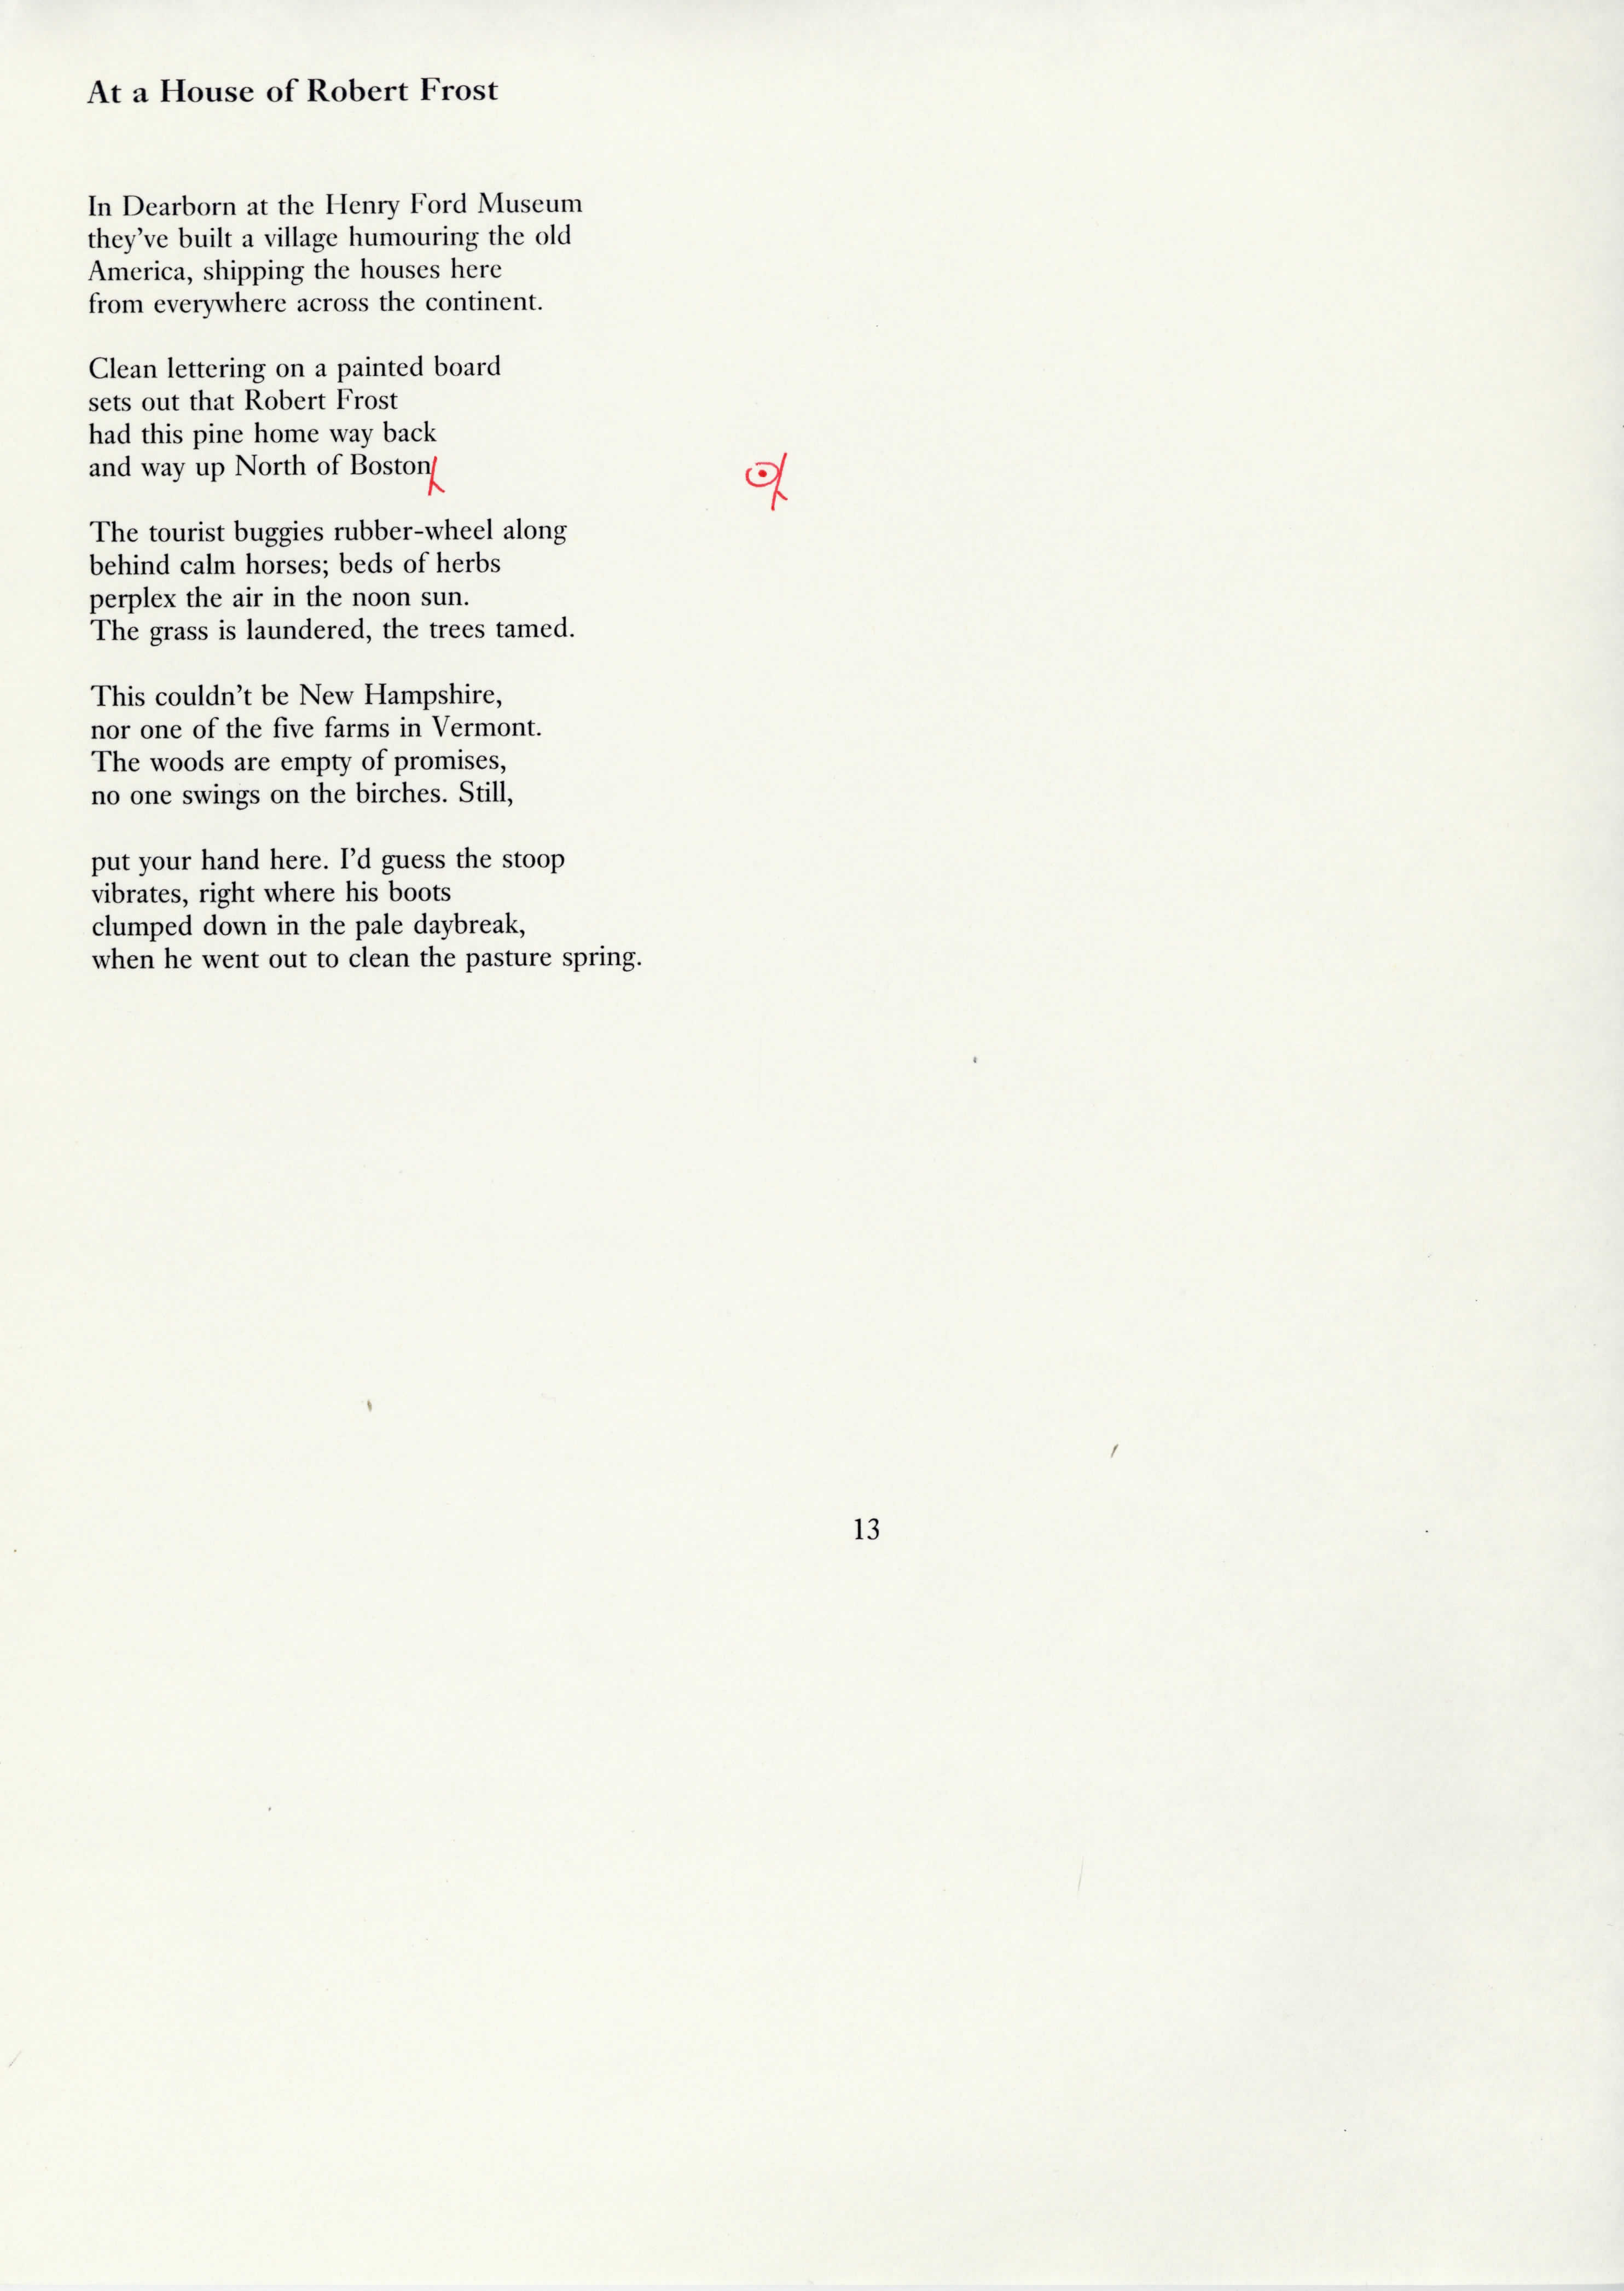 At a House of Robert Frost
In Dearborn at the Henry Ford Museum
they've built a village humouring the old
America, shipping the houses here
from everywhere across the continent.
Clean lettering on a painted board
sets out that Robert Frost
had this pine home way back
and way up North of Boston
The tourist buggies rubber-wheel along
behind calm horses; beds of herbs
perplex the air in the noon sun.
The grass is laundered, the trees tamed.
This couldn't be New Hampshire,
nor one of the five farms in Vermont.
The woods are empty of promises,
no one swings on the birches. Still,
put your hand here. I'd guess the stoop
vibrates, right where his boots
clumped down in the pale daybreak,
when he went out to clean the pasture spring.
13